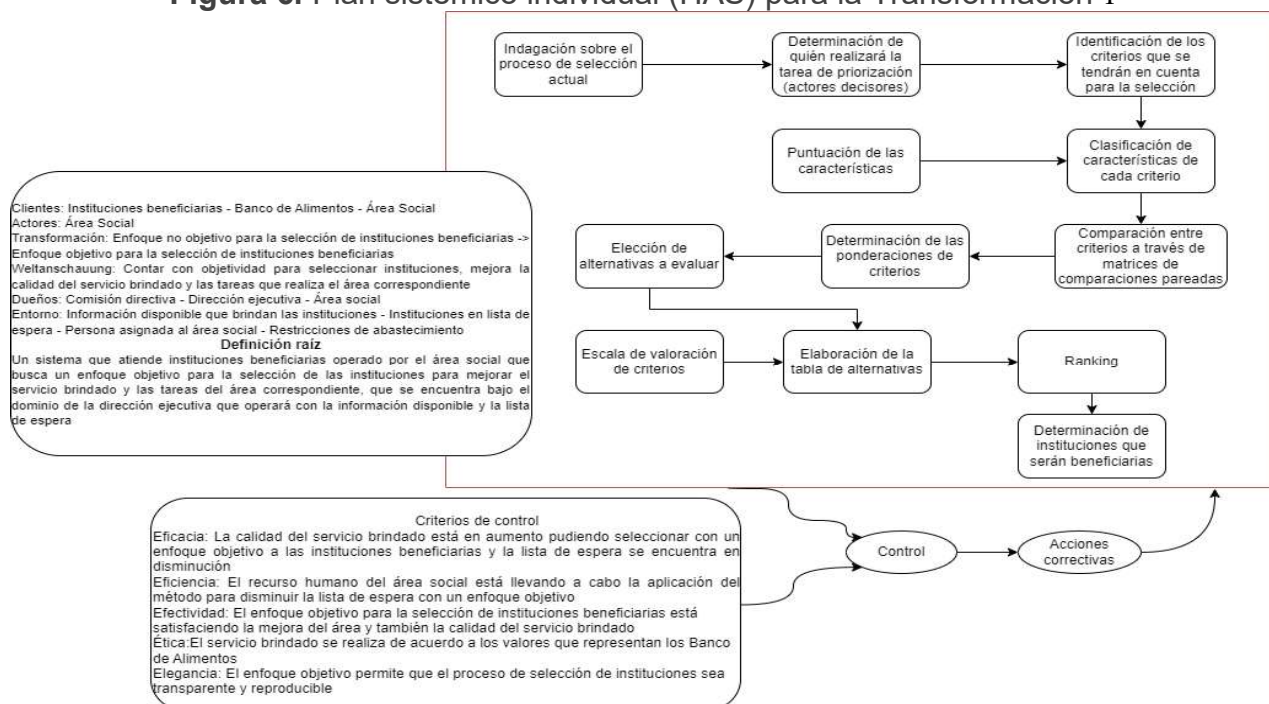 Indagación sobre el
proceso de selección
actual
Determinación de
quién realizará la
tarea de priorización
(actores decisores)
Identificación de los
criterios que se
tendrán en cuenta
para la selección
Puntuación de las
características
Clasificación de
características de
cada criterio
Elección de
alternativas a evaluar
Determinación de las
ponderaciones de
criterios
Comparación entre
criterios a través de
matrices de
comparaciones pareadas
Escala de valoración
de criterios
Elaboración de la
tabla de alternativas
Ranking
Determinación de
instituciones que
serán beneficiarias
Clientes: Instituciones beneficiarias - Banco de Alimentos - Área Social
Actores: Área Social
Transformación: Enfoque no objetivo para la selección de instituciones beneficiarias ->
Enfoque objetivo para la selección de instituciones beneficiarias
Weltanschauung: Contar con objetividad para seleccionar instituciones, mejora la
calidad del servicio brindado y las tareas que realiza el área correspondiente
Dueños: Comisión directiva - Dirección ejecutiva - Área social
Entorno: Información disponible que brindan las instituciones - Instituciones en lista de
espera - Persona asignada al área social - Restricciones de abastecimiento
Definición raíz
Un sistema que atiende instituciones beneficiarias operado por el área social que
busca un enfoque objetivo para la selección de las instituciones para mejorar el
servicio brindado y las tareas del área correspondiente, que se encuentra bajo el
dominio de la dirección ejecutiva que operará con la información disponible y la lista
de espera
Criterios de control
Eficacia: La calidad del servicio brindado está en aumento pudiendo seleccionar con un
enfoque objetivo a las instituciones beneficiarias y la lista de espera se encuentra en
disminución
Eficiencia: El recurso humano del área social está llevando a cabo la aplicación del
método para disminuir la lista de espera con un enfoque objetivo
Efectividad: El enfoque objetivo para la selección de instituciones beneficiarias está
satisfaciendo la mejora del área y también la calidad del servicio brindado
Ética:El servicio brindado se realiza de acuerdo a los valores que representan los Banco
de Alimentos
Elegancia: El enfoque objetivo permite que el proceso de selección de instituciones sea
transparente y reproducible
Control
Acciones
correctivas